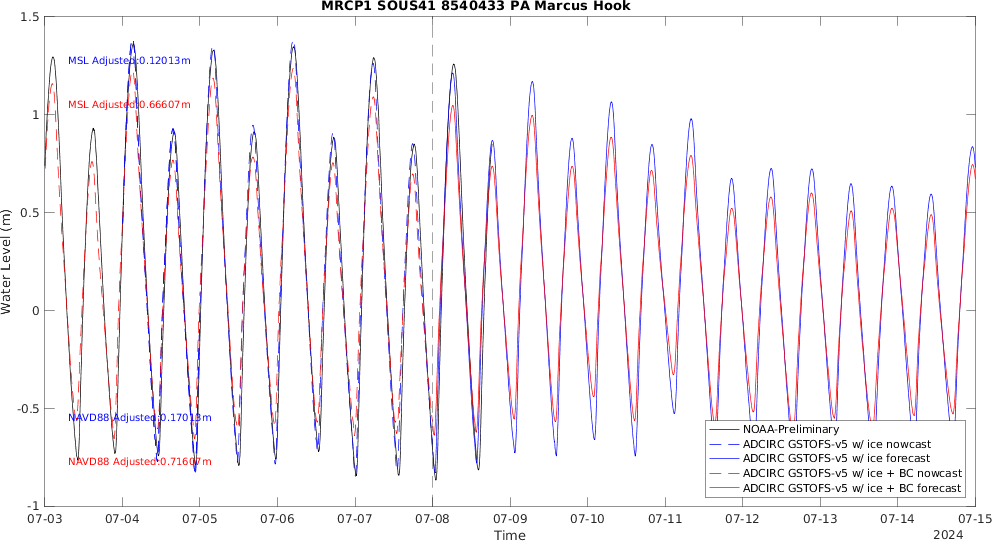 MRCP1 SOUS41 8540433 PA Marcus Hook
1.5
1
0.5
0
-0.5
-1
Water Level (m)
MSL Adjusted:0.12013m
MSL Adjusted:0.66607m
NAVD88 Adjusted:0.17013m
NAVD88 Adjusted:0.71607m
NOAA-Preliminary
ADCIRC GSTOFS-v5 w/ ice nowcast
ADCIRC GSTOFS-v5 w/ ice forecast
ADCIRC GSTOFS-v5 w/ ice + BC nowcast
ADCIRC GSTOFS-v5 w/ ice + BC forecast
07-03 07-04 07-05 07-06 07-07 07-08 07-09 07-10 07-11 07-12 07-13 07-14 07-15
Time
2024